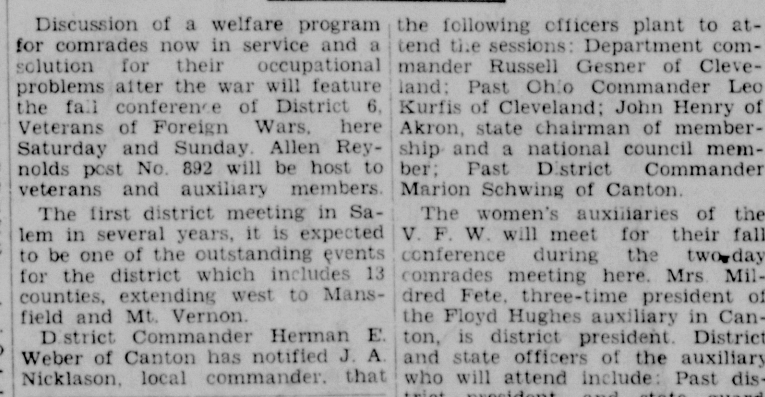 Discussion of a welfare program
for comrades now in service and a
solution for their occupational
problems after the war will feature
the fall conference of District 6,
Veterans of Foreign Wars, here
Saturday and Sunday. Allen Rey-
nolds post No. 892 will be host to
veterans and auxiliary members.
The first district meeting in Sa-
lem in several years, it is expected
to be one of the outstanding events
for the district which includes 13
counties, extending west to Mans-
field and Mt. Vernon.
District Commander Herman E.
Weber of Canton has notified J. A.
Nicklason, local commander, that
the following officers plant to at-
tend the sessions: Department com-
mander Russell Gesner of Cleve-
land; Past Ohio Commander Leo
Kurfis of Cleveland; John Henry of
Akron, state chairman of member-
ship and a national council mem-
ber; Past District Commander
Marion Schwing of Canton.
The women's auxiliaries of the
V. F. W. will meet for their fall
conference during the two-day
comrades meeting here. Mrs. Mil-
dred Fete, three-time president of
the Floyd Hughes auxiliary in Can-
ton, is district president. District
and state officers of the auxiliary
who will attend include: Past dis-
trict president and state guard